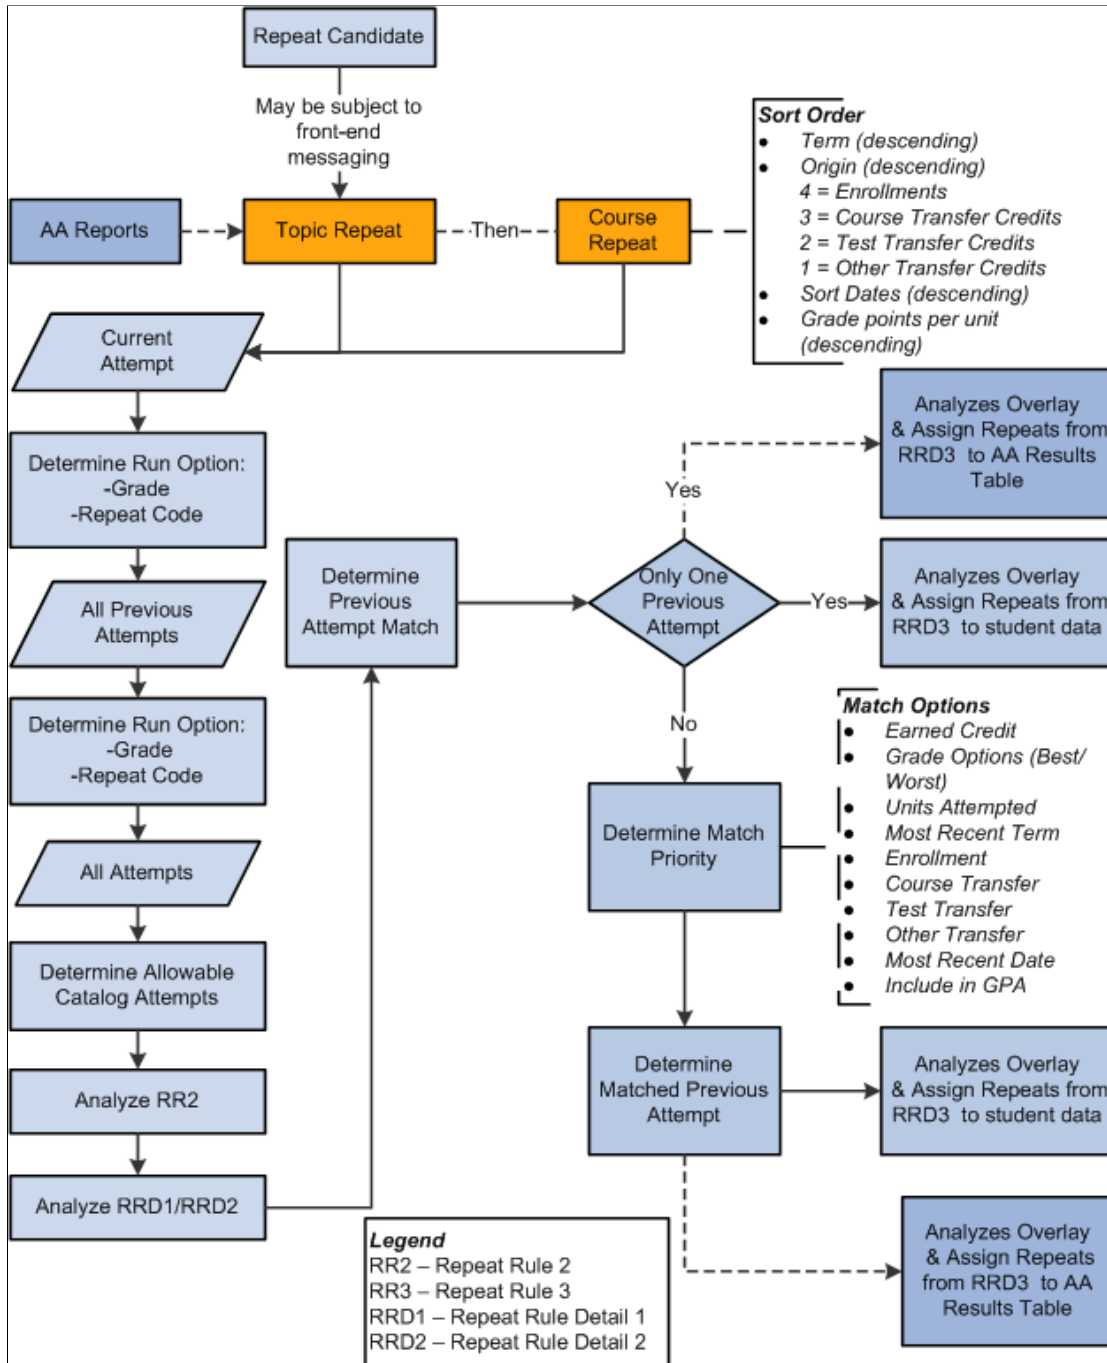 Repeat Candidate
May be subject to
front-end
messaging
AA Reports
Topic Repeat
Then
Course
Repeat
Sort Order
● Term (descending)
● Origin (descending)
4 = Enrollments
3 = Course Transfer Credits
2 = Test Transfer Credits
1 = Other Transfer Credits
● Sort Dates (descending)
● Grade points per unit
(descending)
Current
Attempt
Determine Run Option:
-Grade
-Repeat Code
All Previous
Attempts
Determine Run Option:
-Grade
-Repeat Code
All Attempts
Determine Allowable
Catalog Attempts
Analyze RR2
Analyze RRD1/RRD2
Determine
Previous
Attempt Match
Only One
Previous
Attempt
Yes
Analyzes Overlay
& Assign Repeats from
RRD3 to AA Results
Table
Yes
Analyzes Overlay
& Assign Repeats from
RRD3 to student data
No
Determine Match
Priority
Match Options
● Earned Credit
● Grade Options (Best/
Worst)
● Units Attempted
● Most Recent Term
● Enrollment
● Course Transfer
● Test Transfer
● Other Transfer
● Most Recent Date
● Include in GPA
Determine
Matched Previous
Attempt
Analyzes Overlay
& Assign Repeats from
RRD3 to student data
Analyzes Overlay
& Assign Repeats
from RRD3 to AA
Results Table
Legend
RR2 – Repeat Rule 2
RR3 – Repeat Rule 3
RRD1 – Repeat Rule Detail 1
RRD2 – Repeat Rule Detail 2